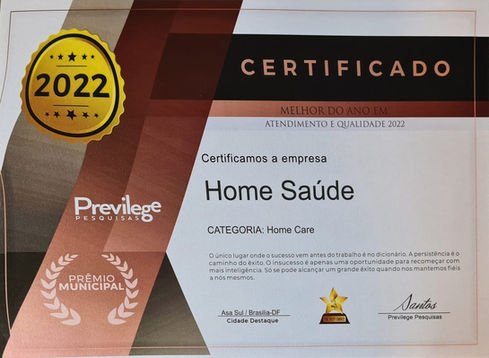 2022
CERTIFICADO
MELHOR DO ANO EM
ATENDIMENTO E QUALIDADE 2022
Certificamos a empresa
Home Saúde
CATEGORIA: Home Care
Previlege
PESQUISAS
O único lugar onde o sucesso vem antes do trabalho é no dicionário. A persistência é o
caminho do êxito. O insucesso é apenas uma oportunidade para recomeçar com
mais inteligência. Só se pode alcançar um grande êxito quando nos mantemos fiéis
a nós mesmos.
PRÊMIO
MUNICIPAL
Asa Sul / Brasília-DF
Cidade Destaque
Santos
Previlege Pesquisas